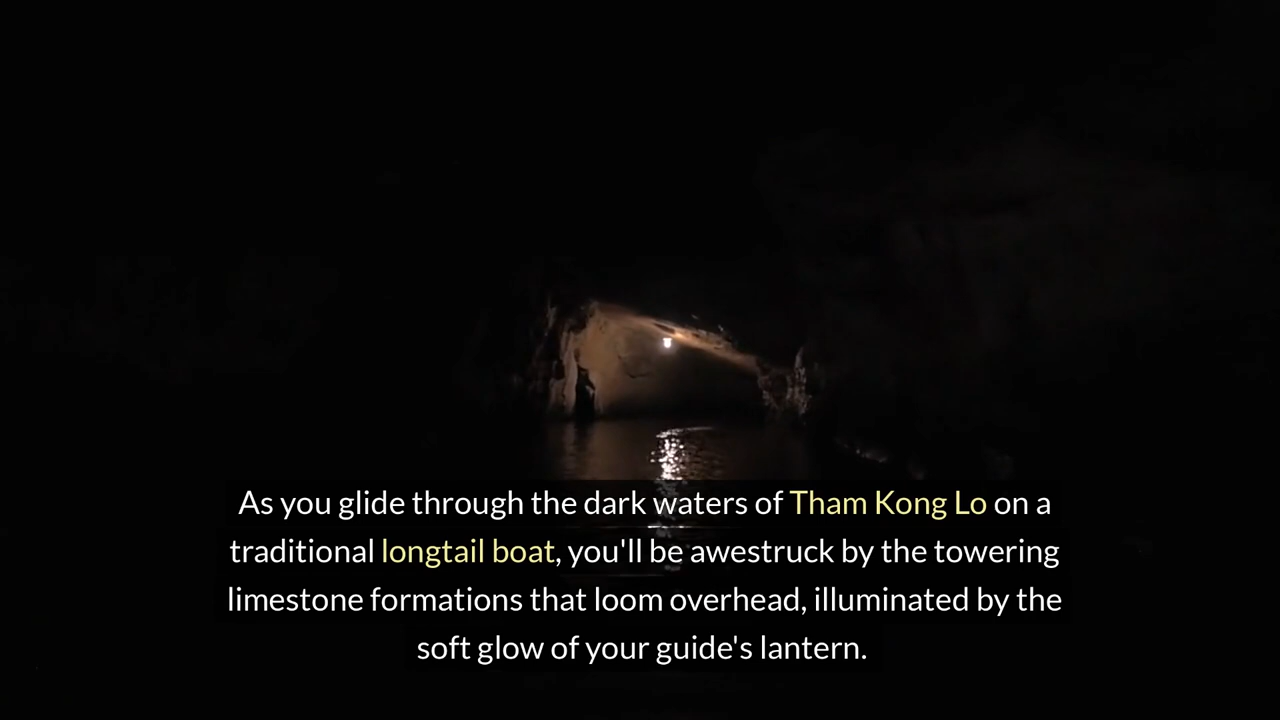 As you glide through the dark waters of Tham Kong Lo on a
traditional longtail boat, you'll be awestruck by the towering
limestone formations that loom overhead, illuminated by the
soft glow of your guide's lantern.